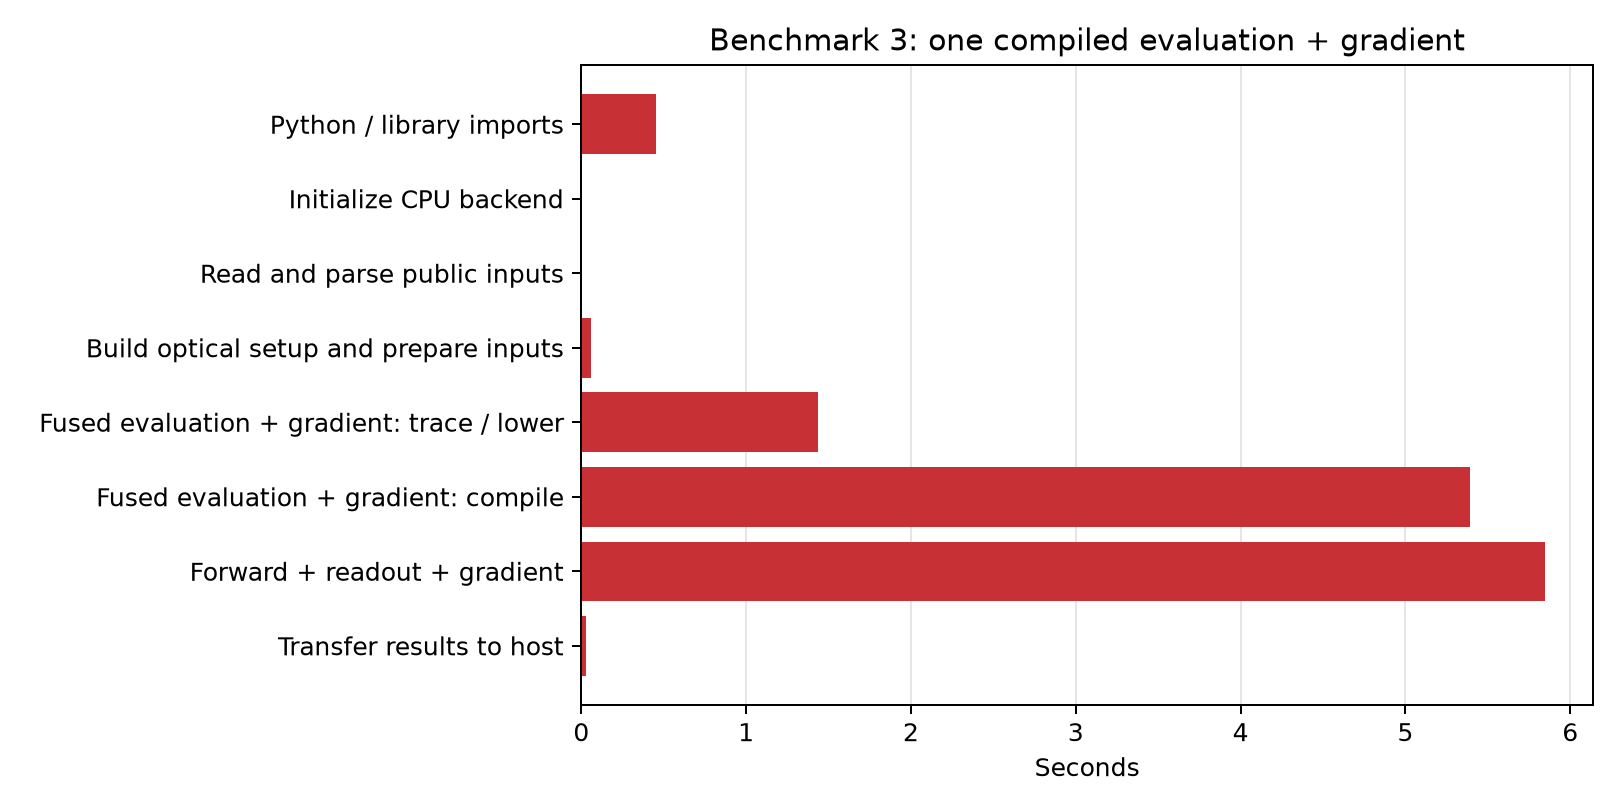 Benchmark 3: one compiled evaluation + gradient
Python / library imports
Initialize CPU backend
Read and parse public inputs
Build optical setup and prepare inputs
Fused evaluation + gradient: trace / lower
Fused evaluation + gradient: compile
Forward + readout + gradient
Transfer results to host
0 1 2 3 4 5 6
Seconds